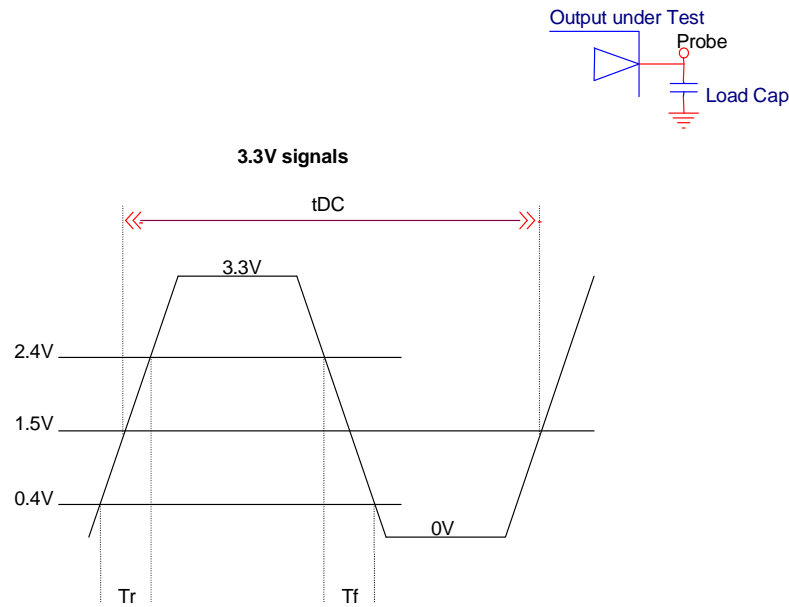 Output under Test
Probe
Load Cap
3.3V signals
tDC
3.3V
2.4V
1.5V
0.4V
0V
Tr
Tf